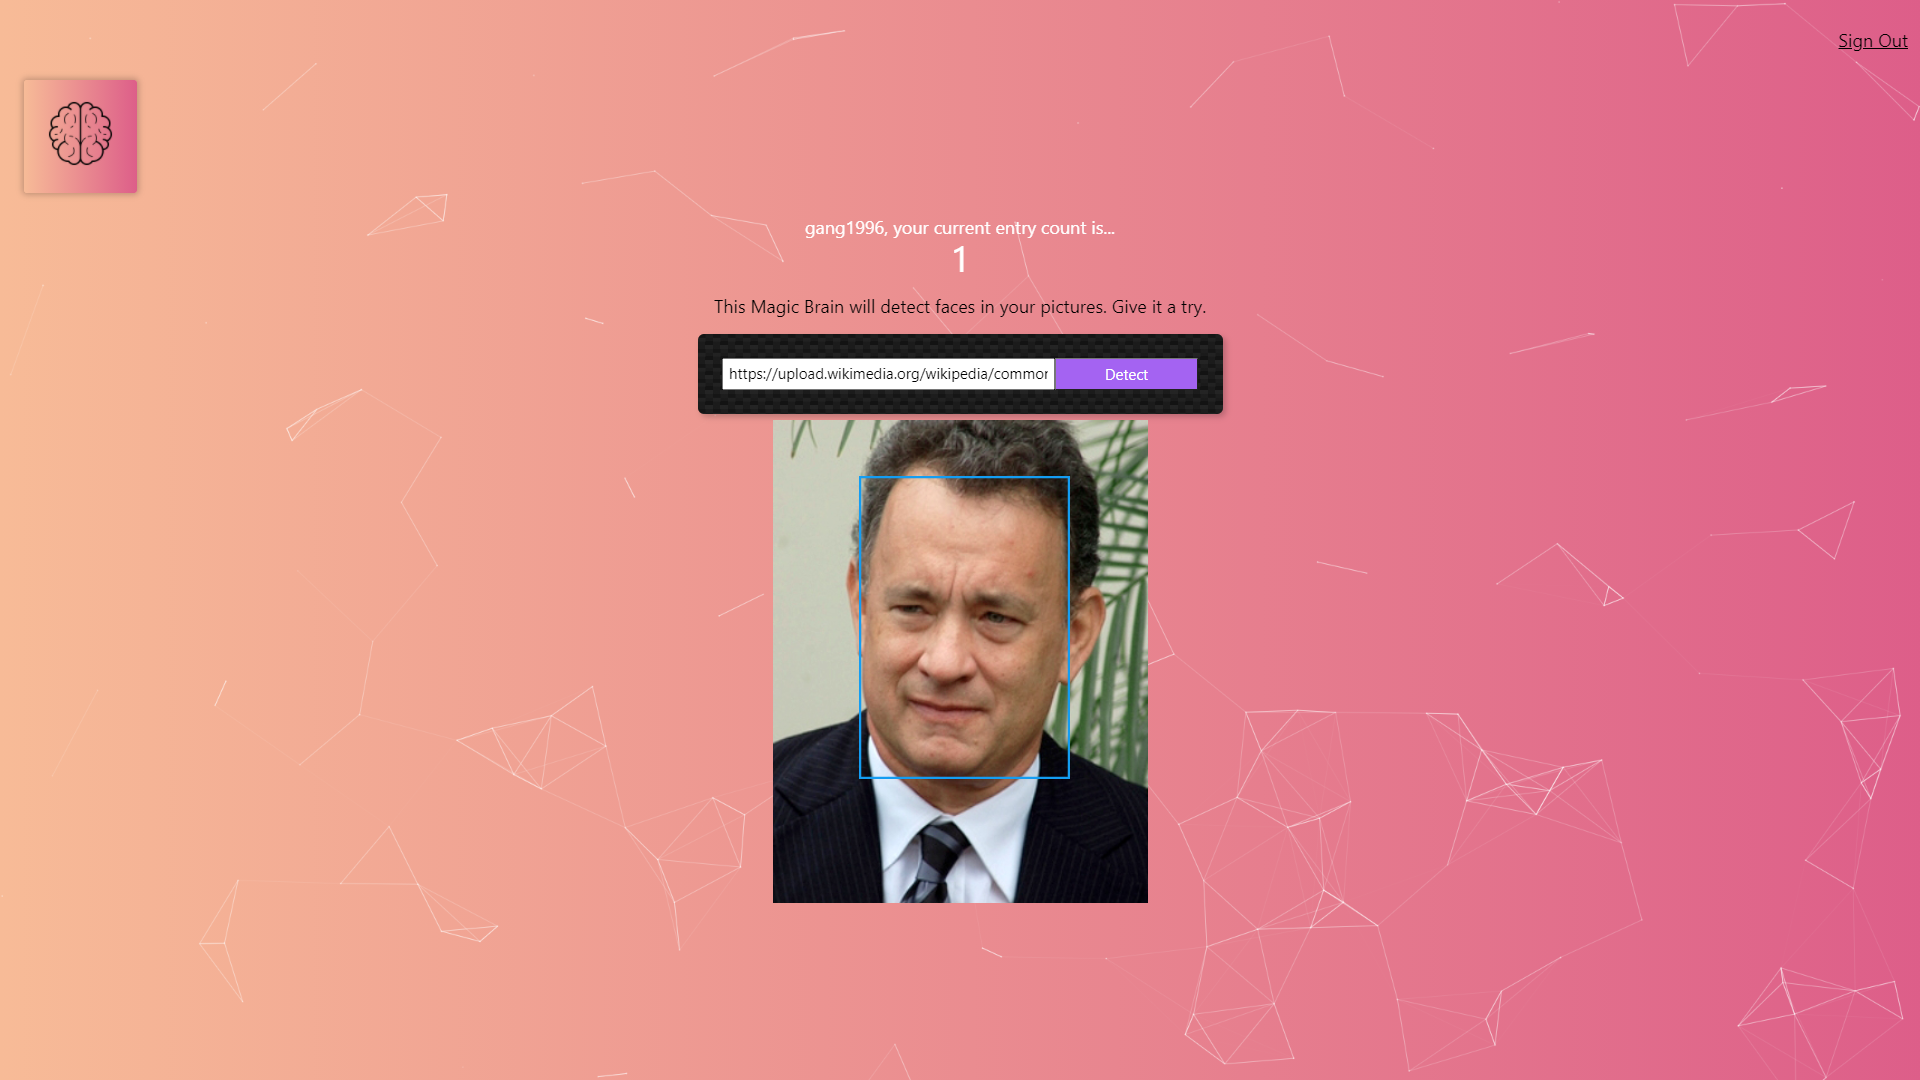 Sign Out
gang1996, your current entry count is...
1
This Magic Brain will detect faces in your pictures. Give it a try.
https://upload.wikimedia.org/wikipedia/common Detect